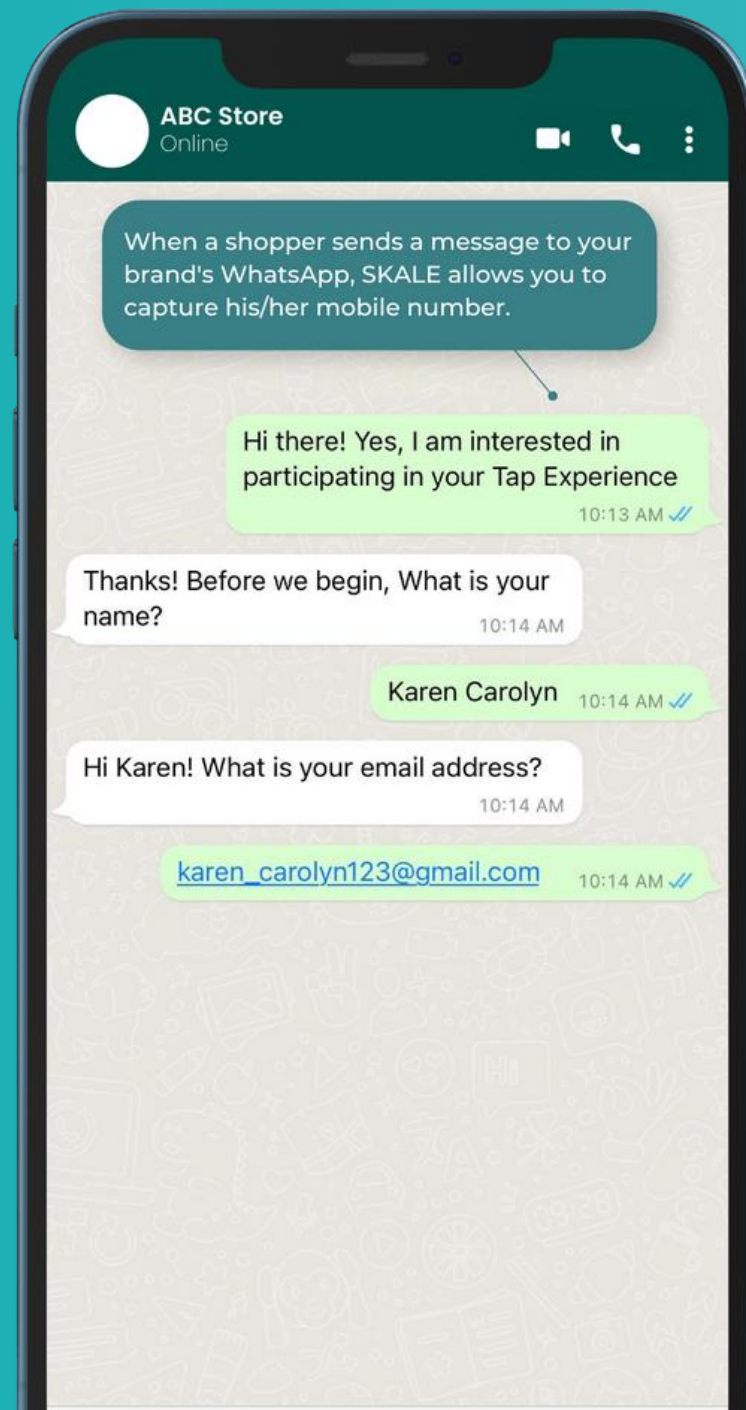 ABC Store
Online
When a shopper sends a message to your
brand's WhatsApp, SKALE allows you to
capture his/her mobile number.
Hi there! Yes, I am interested in
participating in your Tap Experience
10:13 AM
Thanks! Before we begin, What is your
name?
10:14 AM
Karen Carolyn 10:14 AM
Hi Karen! What is your email address?
10:14 AM
karen_carolyn123@gmail.com 10:14 AM
Hi
09:28